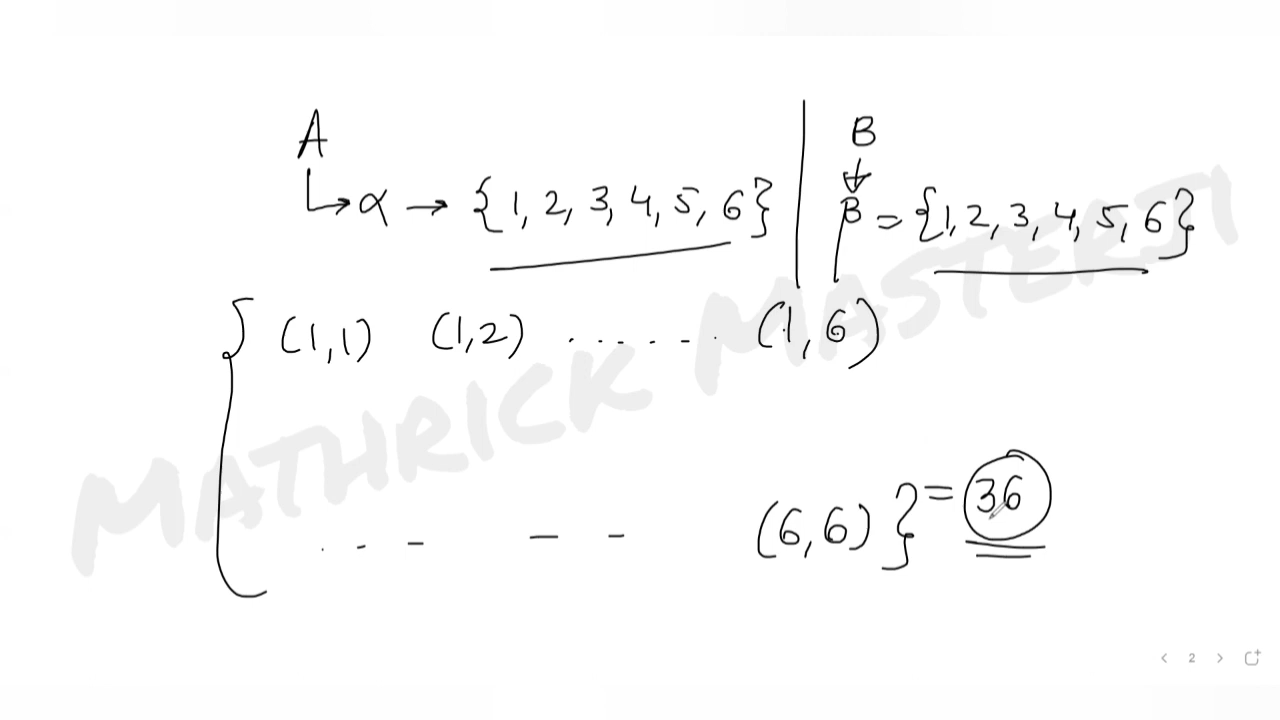 A
B
α → {1, 2, 3, 4, 5, 6}
β = {1, 2, 3, 4, 5, 6}
{ (1,1) (1,2) ...... (1,6)
... - - - - (6,6) } = 36
MATHRICK MASTERJI
< 2 >